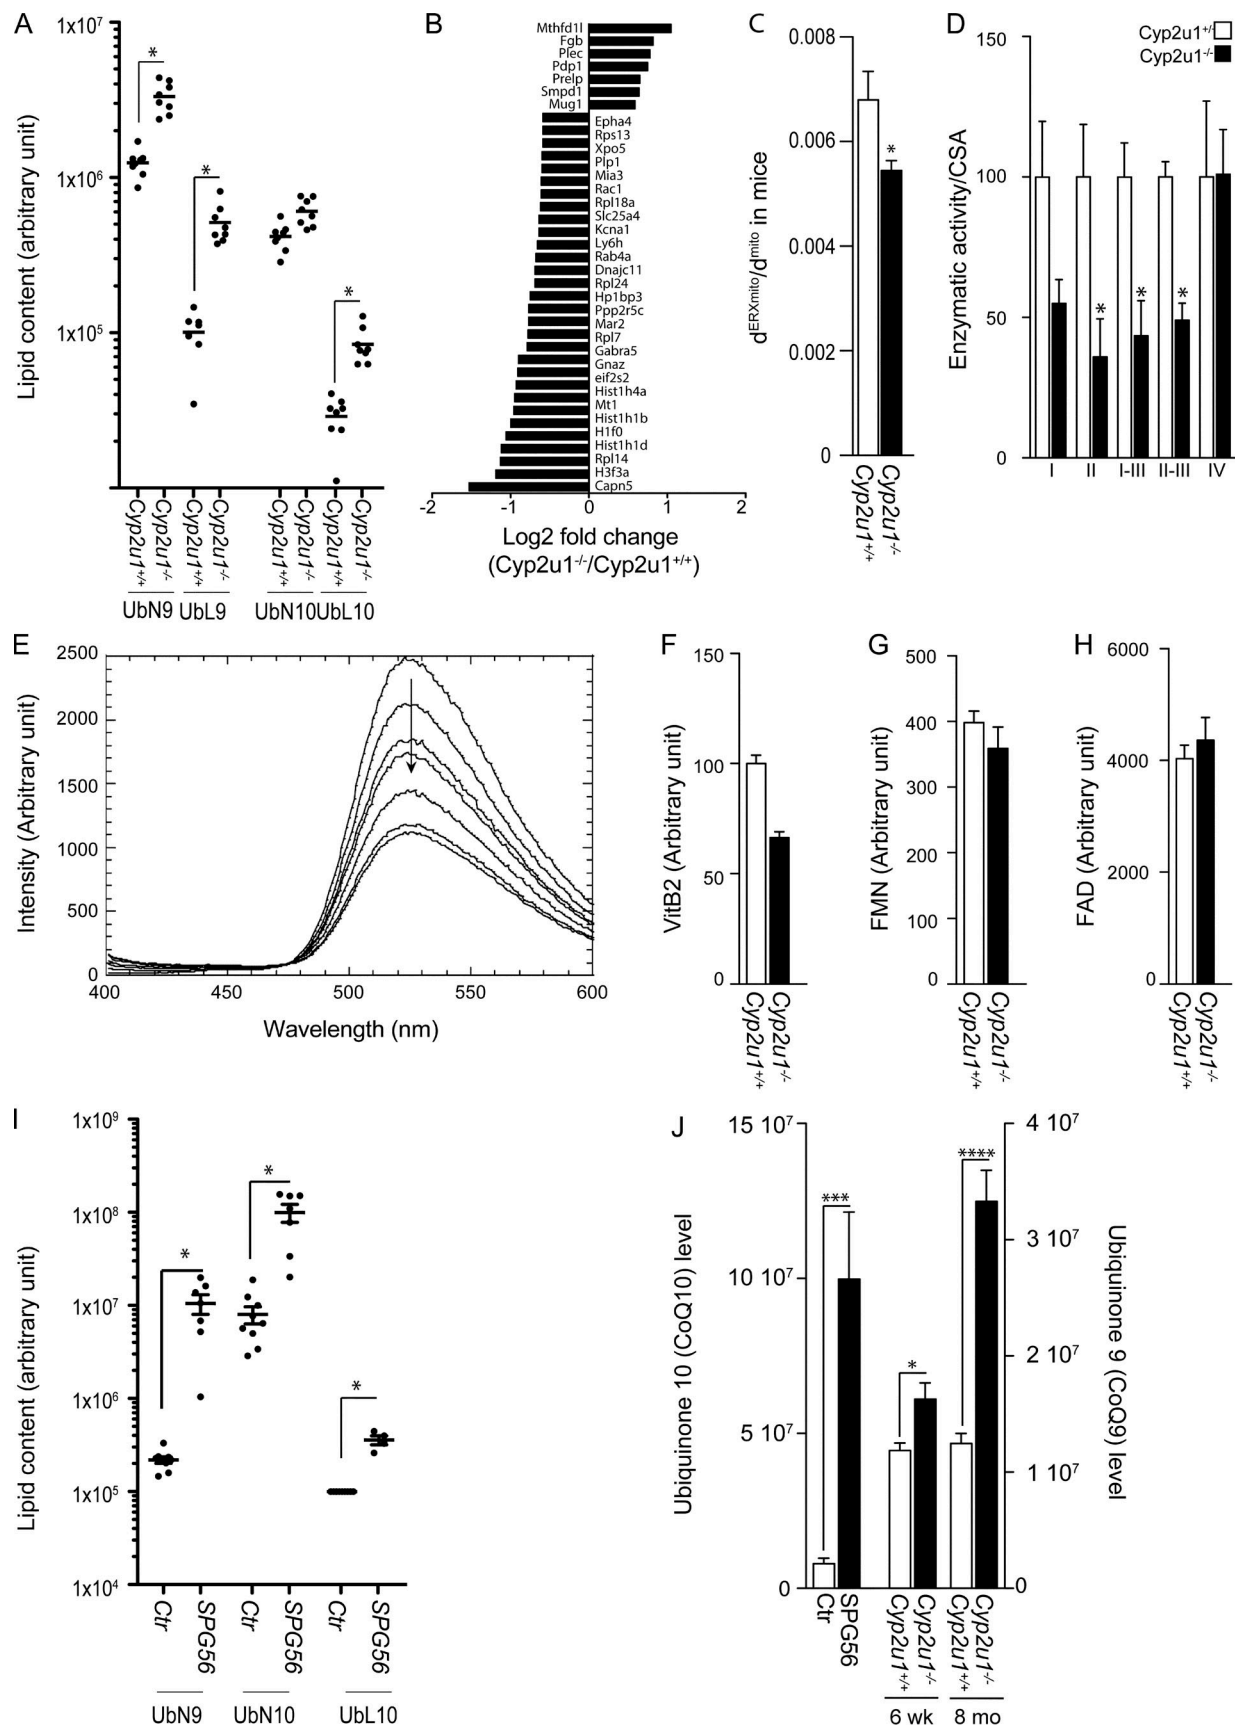 A
1x10⁷
1x10⁶
1x10⁵
Lipid content (arbitrary unit)
*
*
*
Cyp2u1+/+
Cyp2u1-/-
Cyp2u1+/+
Cyp2u1-/-
Cyp2u1+/+
Cyp2u1-/-
Cyp2u1+/+
Cyp2u1-/-
UbN9 UbL9 UbN10UbL10
B
Mthfd1l
Fgb
Plec
Pdp1
Prelp
Smpd1
Mug1
Epha4
Rps13
Xpo5
Plp1
Mia3
Rac1
Rpl18a
Slc25a4
Kcna1
Ly6h
Rab4a
Dnajc11
Rpl24
Hp1bp3
Ppp2r5c
Mar2
Rpl7
Gabra5
Gnaz
eif2s2
Hist1h4a
Mt1
Hist1h1b
H1f0
Hist1h1d
Rpl14
H3f3a
Capn5
-2 -1 0 1 2
Log2 fold change
(Cyp2u1-/-/Cyp2u1+/+)
C
0.008
0.006
0.004
0.002
0
dERXmito/dmito in mice
*
Cyp2u1+/+
Cyp2u1-/-
D
Cyp2u1+/-
Cyp2u1-/-
150
100
50
0
Enzymatic activity/CSA
* * *
I II I-III II-III IV
E
2500
2000
1500
1000
500
0
Intensity (Arbitrary unit)
400 450 500 550 600
Wavelength (nm)
F
150
100
50
0
VitB2 (Arbitrary unit)
Cyp2u1+/+
Cyp2u1-/-
G
500
400
300
200
100
0
FMN (Arbitrary unit)
Cyp2u1+/+
Cyp2u1-/-
H
6000
4000
2000
0
FAD (Arbitrary unit)
Cyp2u1+/+
Cyp2u1-/-
I
1x10⁹
1x10⁸
1x10⁷
1x10⁶
1x10⁵
1x10⁴
Lipid content (arbitrary unit)
*
*
*
Ctr
SPG56
Ctr
SPG56
Ctr
SPG56
UbN9 UbN10 UbL10
J
15 10⁷
10 10⁷
5 10⁷
0
Ubiquinone 10 (CoQ10) level
4 10⁷
3 10⁷
2 10⁷
1 10⁷
0
Ubiquinone 9 (CoQ9) level
***
*
****
Ctr
SPG56
Cyp2u1+/+
Cyp2u1-/-
Cyp2u1+/+
Cyp2u1-/-
6 wk 8 mo